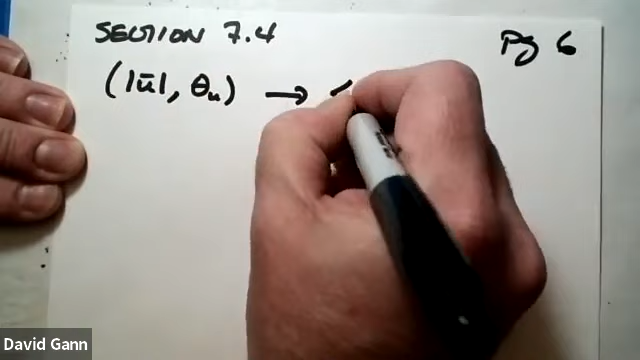 SECTION 7.4
Pg 6
(|ū|, θu) →
David Gann